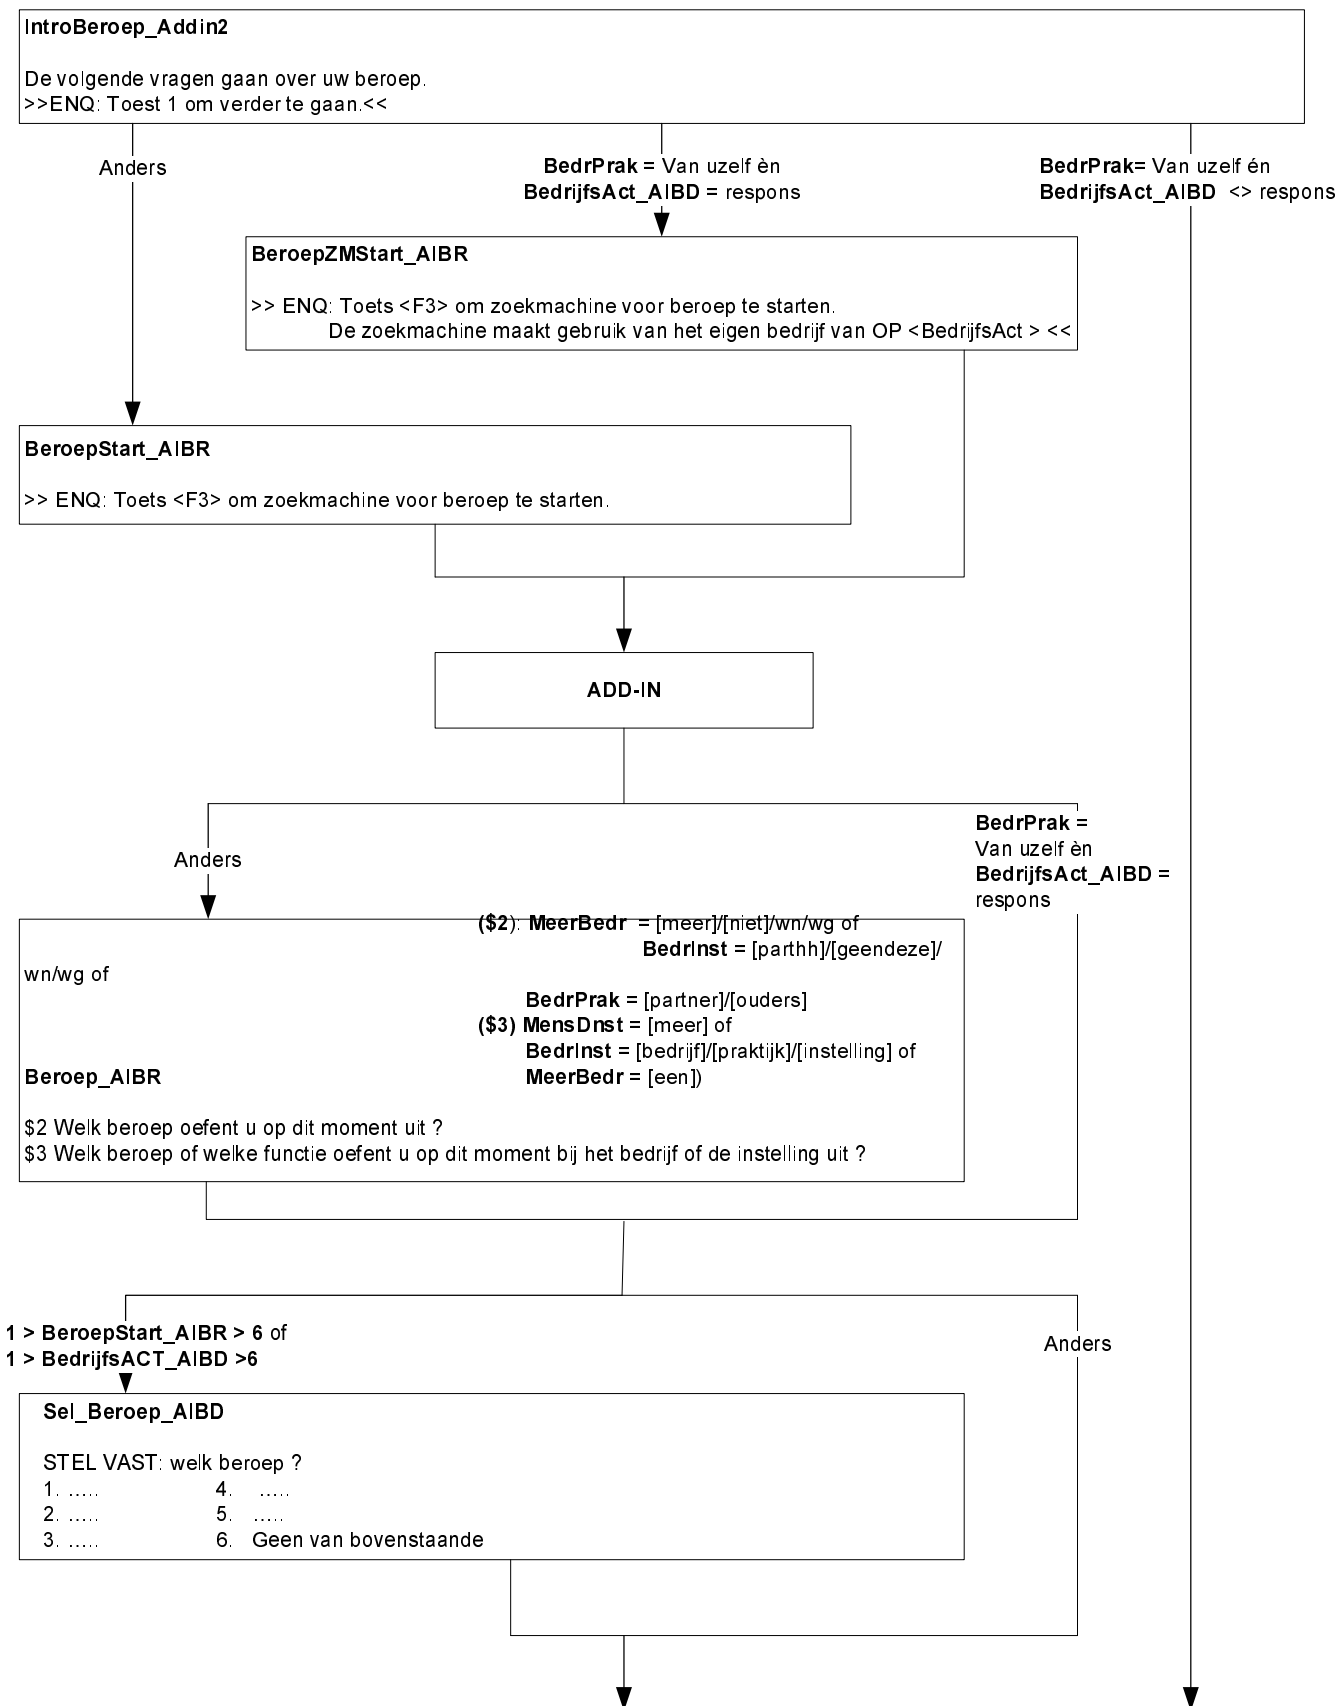 IntroBeroep_Addin2
De volgende vragen gaan over uw beroep.
>>ENQ: Toest 1 om verder te gaan.<<
Anders
BedrPrak = Van uzelf èn
BedrijfsAct_AIBD = respons
BedrPrak= Van uzelf én
BedrijfsAct_AIBD <> respons
BeroepZMStart_AIBR
>> ENQ: Toets <F3> om zoekmachine voor beroep te starten.
De zoekmachine maakt gebruik van het eigen bedrijf van OP <BedrijfsAct > <<
BeroepStart_AIBR
>> ENQ: Toets <F3> om zoekmachine voor beroep te starten.
ADD-IN
Anders
BedrPrak =
Van uzelf èn
BedrijfsAct_AIBD =
respons
($2): MeerBedr = [meer]/[niet]/wn/wg of
BedrInst = [parthh]/[geendeze]/
wn/wg of
BedrPrak = [partner]/[ouders]
($3) MensDnst = [meer] of
BedrInst = [bedrijf]/[praktijk]/[instelling] of
Beroep_AIBR MeerBedr = [een])
$2 Welk beroep oefent u op dit moment uit ?
$3 Welk beroep of welke functie oefent u op dit moment bij het bedrijf of de instelling uit ?
1 > BeroepStart_AIBR > 6 of
1 > BedrijfsACT_AIBD >6
Anders
Sel_Beroep_AIBD
STEL VAST: welk beroep ?
1. ..... 4. .....
2. ..... 5. .....
3. ..... 6. Geen van bovenstaande